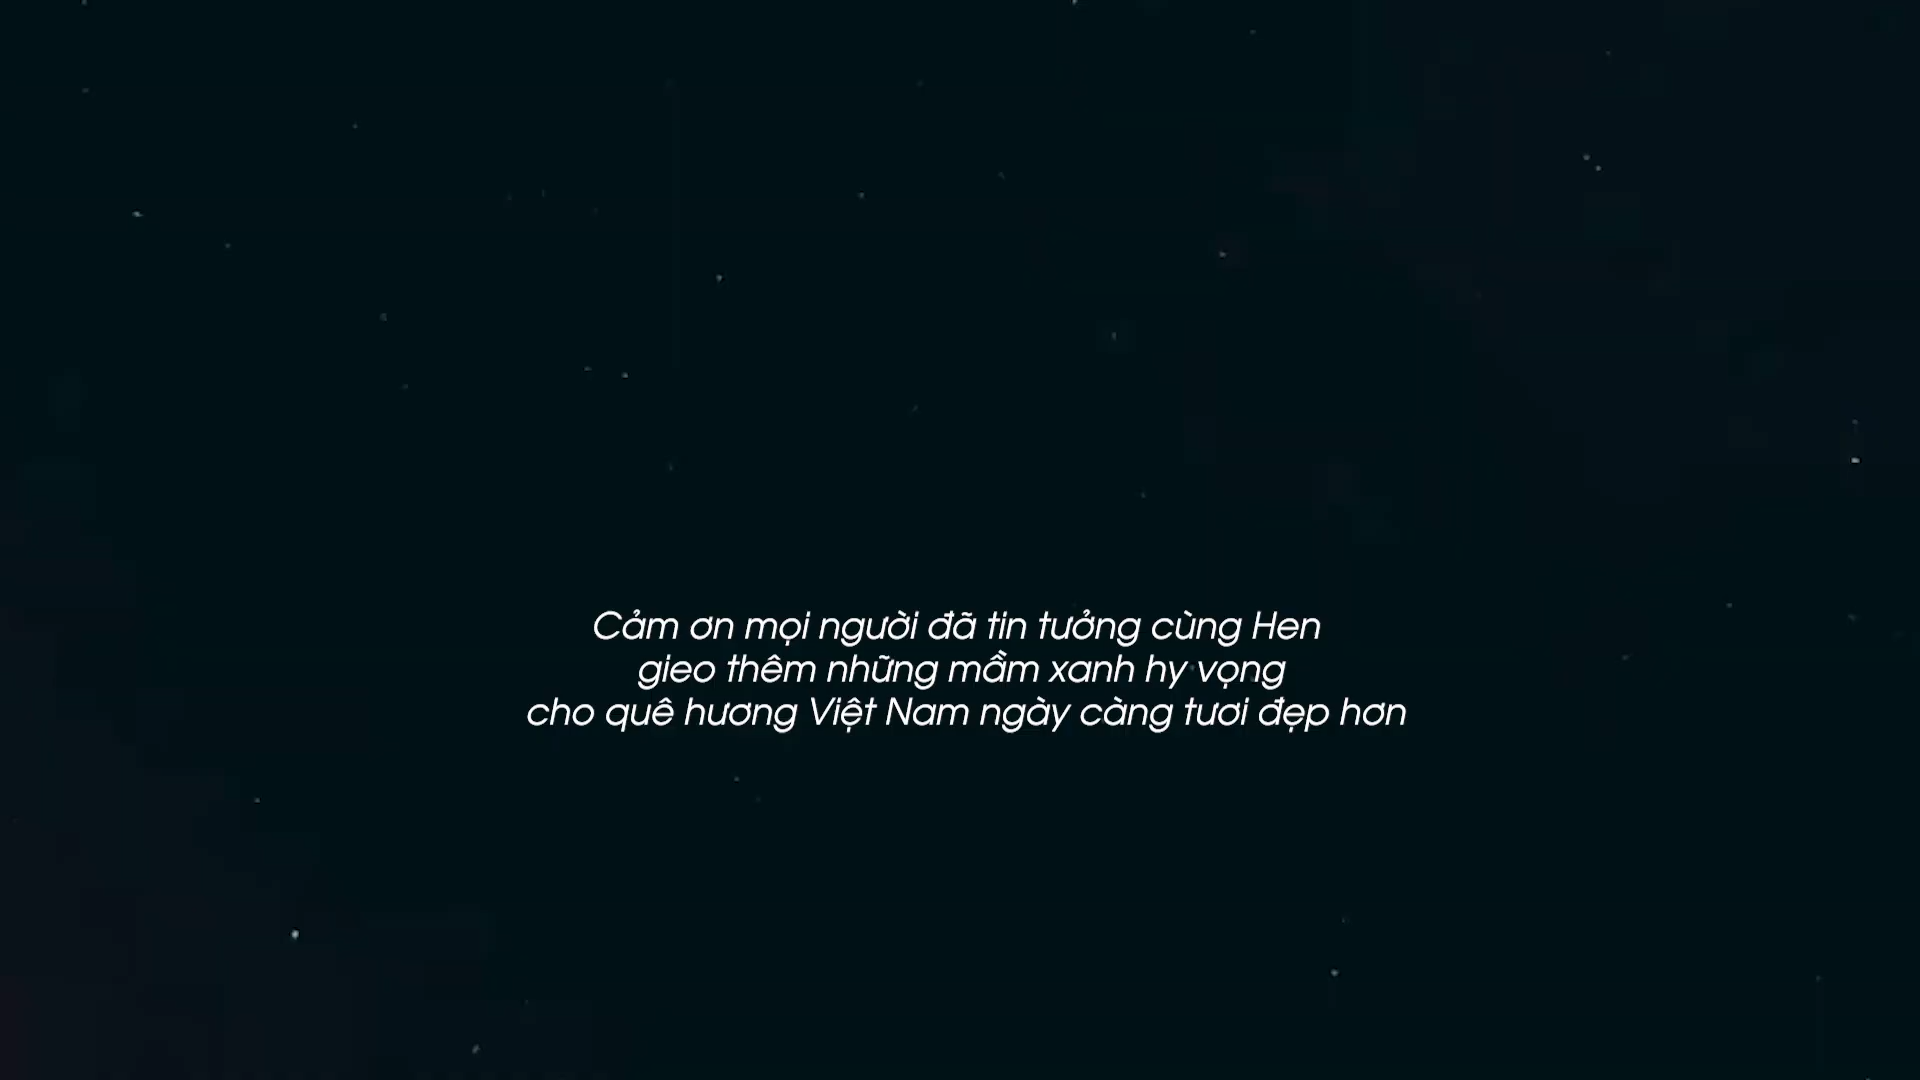 Cảm ơn mọi người đã tin tưởng cùng Hen
gieo thêm những mầm xanh hy vọng
cho quê hương Việt Nam ngày càng tươi đẹp hơn